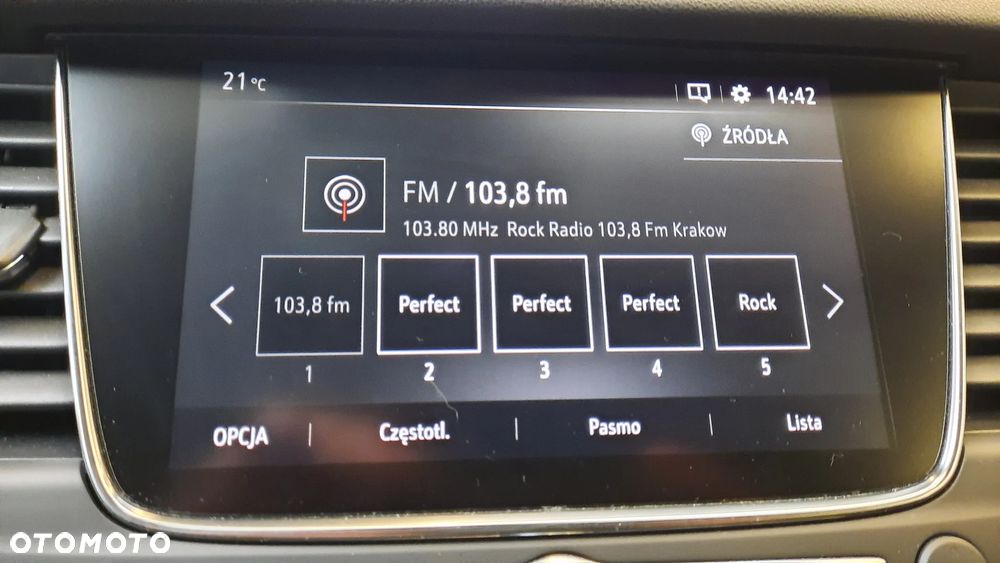 21 °C 14:42
ŹRÓDŁA
FM / 103,8 fm
103.80 MHz Rock Radio 103,8 Fm Krakow
103,8 fm Perfect Perfect Perfect Rock
1 2 3 4 5
OPCJA | Częstotl. | Pasmo | Lista
OTOMOTO